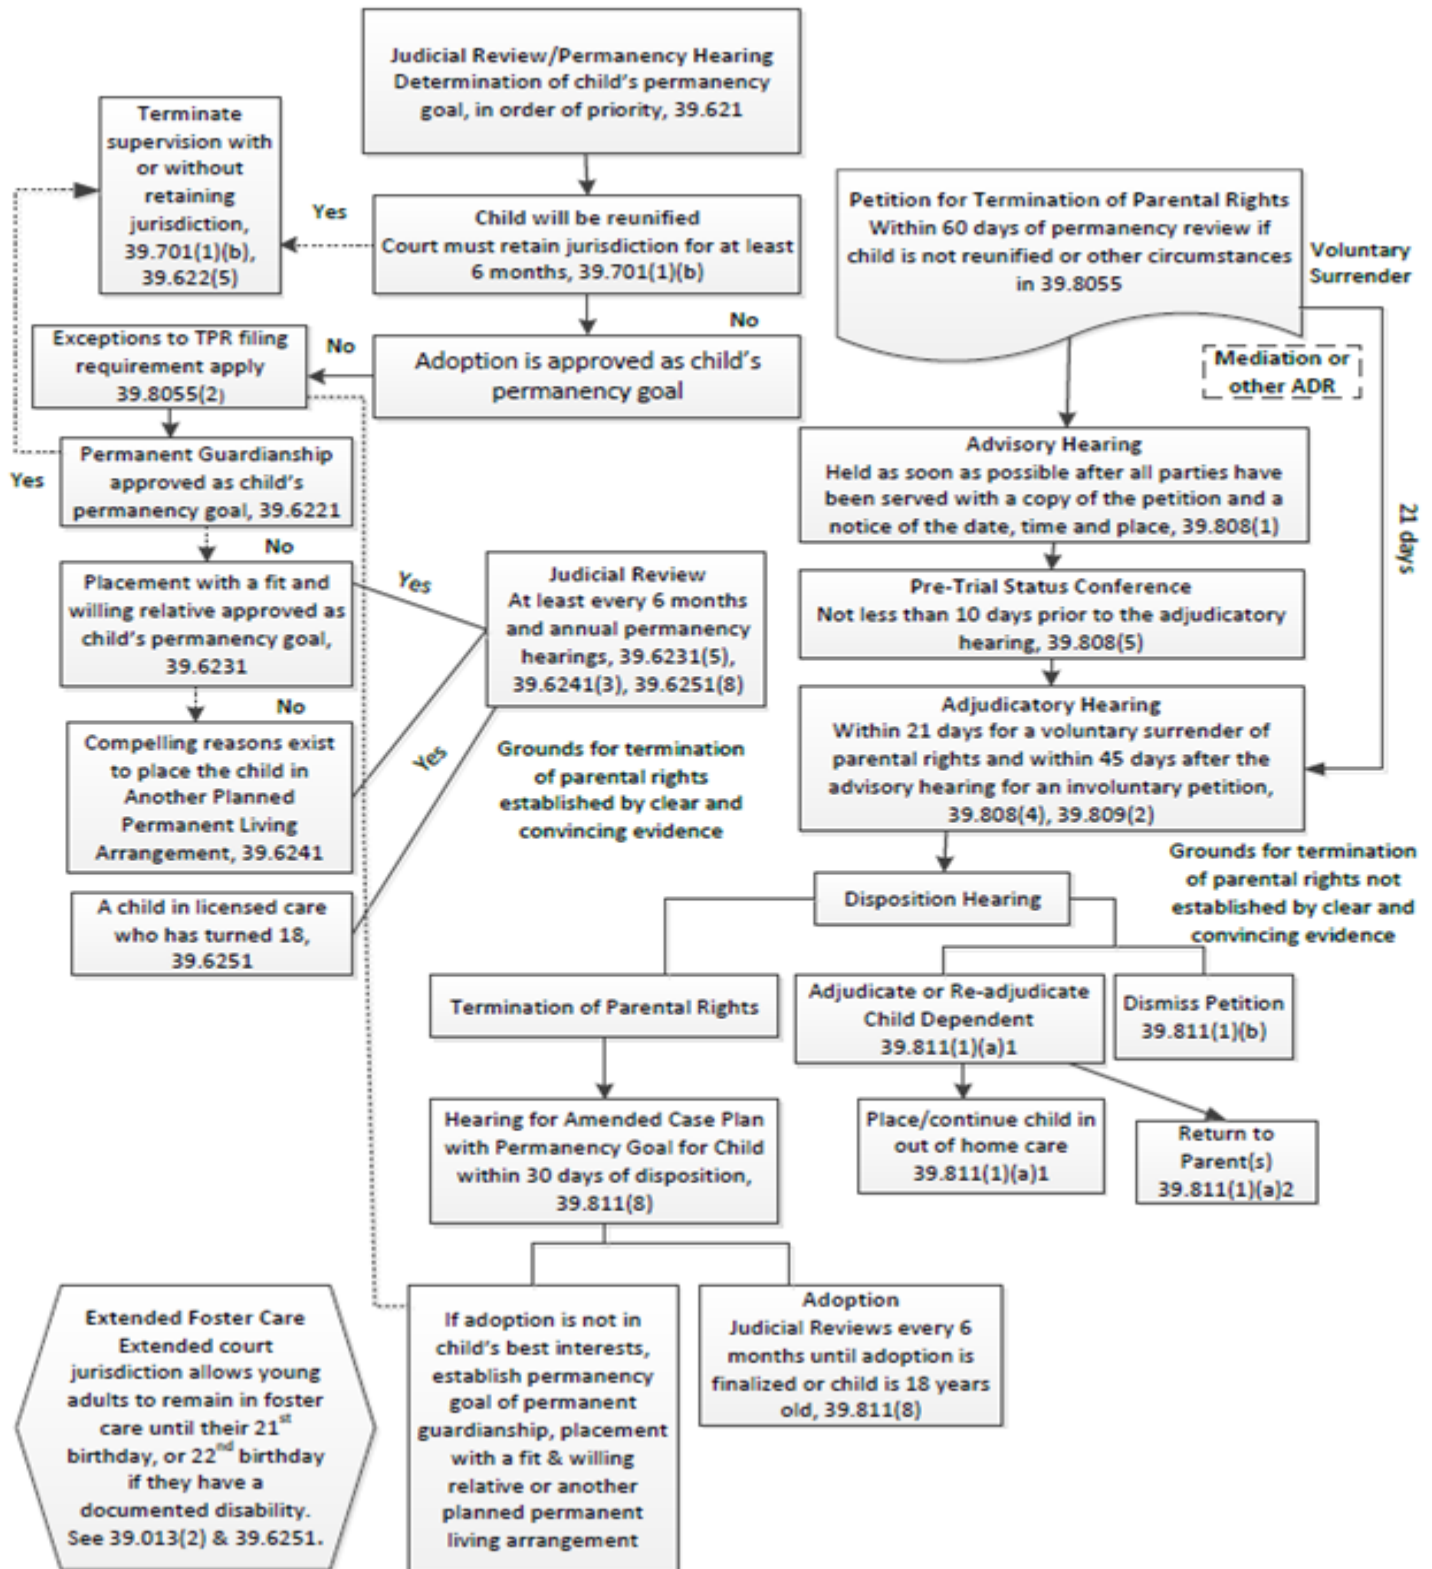 Judicial Review/Permanency Hearing
Determination of child's permanency
goal, in order of priority, 39.621
Terminate
supervision with
or without
retaining
jurisdiction,
39.701(1)(b),
39.622(5)
Yes
Child will be reunified
Court must retain jurisdiction for at least
6 months, 39.701(1)(b)
No
Petition for Termination of Parental Rights
Within 60 days of permanency review if
child is not reunified or other circumstances
in 39.8055
Voluntary
Surrender
Exceptions to TPR filing
requirement apply
39.8055(2)
No
Adoption is approved as child's
permanency goal
Mediation or
other ADR
Yes
Permanent Guardianship
approved as child's
permanency goal, 39.6221
No
Advisory Hearing
Held as soon as possible after all parties have
been served with a copy of the petition and a
notice of the date, time and place, 39.808(1)
21 days
Placement with a fit and
willing relative approved as
child's permanency goal,
39.6231
Yes
No
Judicial Review
At least every 6 months
and annual permanency
hearings, 39.6231(5),
39.6241(3), 39.6251(8)
Pre-Trial Status Conference
Not less than 10 days prior to the adjudicatory
hearing, 39.808(5)
Compelling reasons exist
to place the child in
Another Planned
Permanent Living
Arrangement, 39.6241
Yes
Grounds for termination
of parental rights
established by clear and
convincing evidence
Adjudicatory Hearing
Within 21 days for a voluntary surrender of
parental rights and within 45 days after the
advisory hearing for an involuntary petition,
39.808(4), 39.809(2)
A child in licensed care
who has turned 18,
39.6251
Disposition Hearing
Grounds for termination
of parental rights not
established by clear and
convincing evidence
Termination of Parental Rights
Adjudicate or Re-adjudicate
Child Dependent
39.811(1)(a)1
Dismiss Petition
39.811(1)(b)
Hearing for Amended Case Plan
with Permanency Goal for Child
within 30 days of disposition,
39.811(8)
Place/continue child in
out of home care
39.811(1)(a)1
Return to
Parent(s)
39.811(1)(a)2
Extended Foster Care
Extended court
jurisdiction allows young
adults to remain in foster
care until their 21st
birthday, or 22nd birthday
if they have a
documented disability.
See 39.013(2) & 39.6251.
If adoption is not in
child's best interests,
establish permanency
goal of permanent
guardianship, placement
with a fit & willing
relative or another
planned permanent
living arrangement
Adoption
Judicial Reviews every 6
months until adoption is
finalized or child is 18 years
old, 39.811(8)